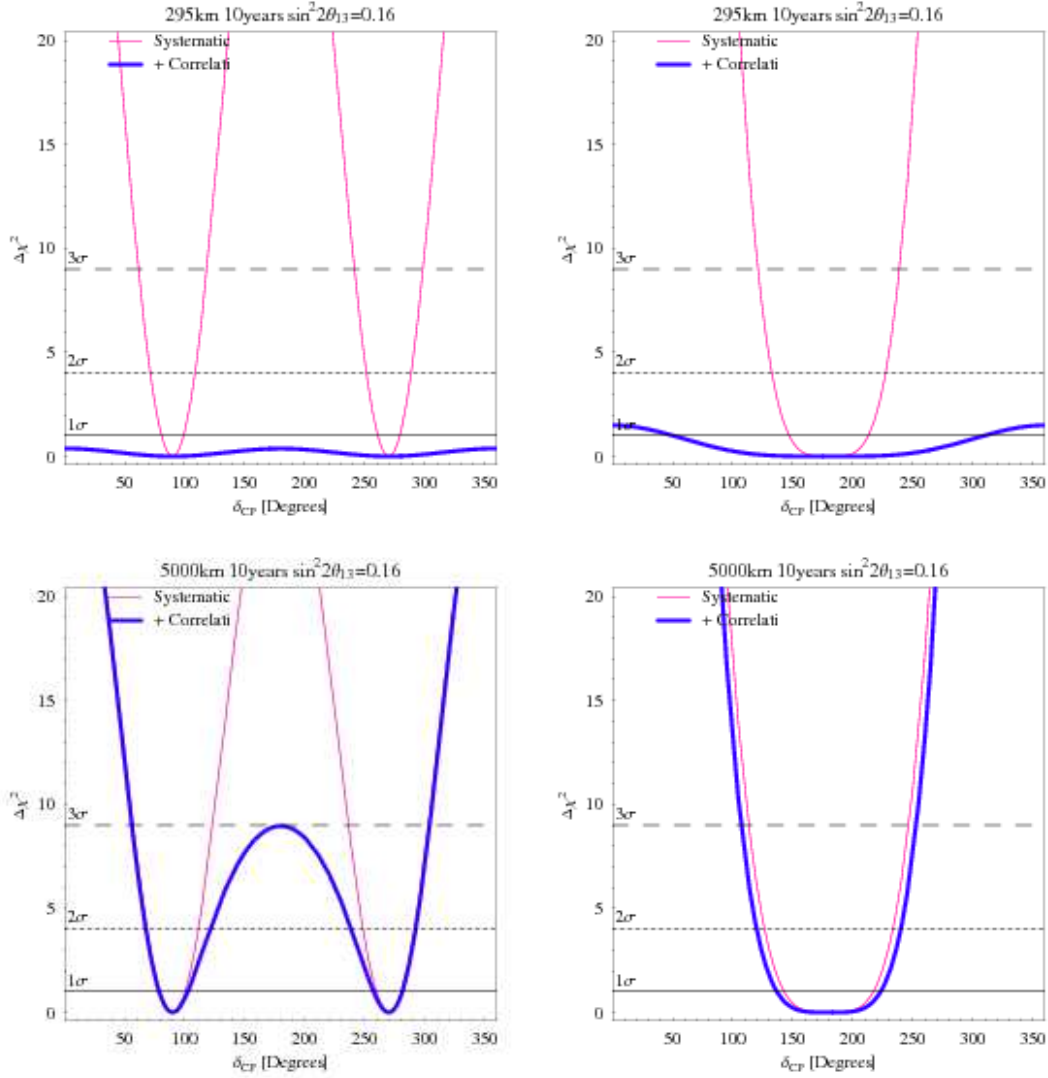 295km 10years sin²2θ₁₃=0.16
Systematic
+ Correlati
20
15
10
5
0
Δχ²
3σ
2σ
1σ
50 100 150 200 250 300 350
δCP [Degrees]
295km 10years sin²2θ₁₃=0.16
Systematic
+ Correlati
20
15
10
5
0
Δχ²
3σ
2σ
1σ
50 100 150 200 250 300 350
δCP [Degrees]
5000km 10years sin²2θ₁₃=0.16
Systematic
+ Correlati
20
15
10
5
0
Δχ²
3σ
2σ
1σ
50 100 150 200 250 300 350
δCP [Degrees]
5000km 10years sin²2θ₁₃=0.16
Systematic
+ Correlati
20
15
10
5
0
Δχ²
3σ
2σ
1σ
50 100 150 200 250 300 350
δCP [Degrees]